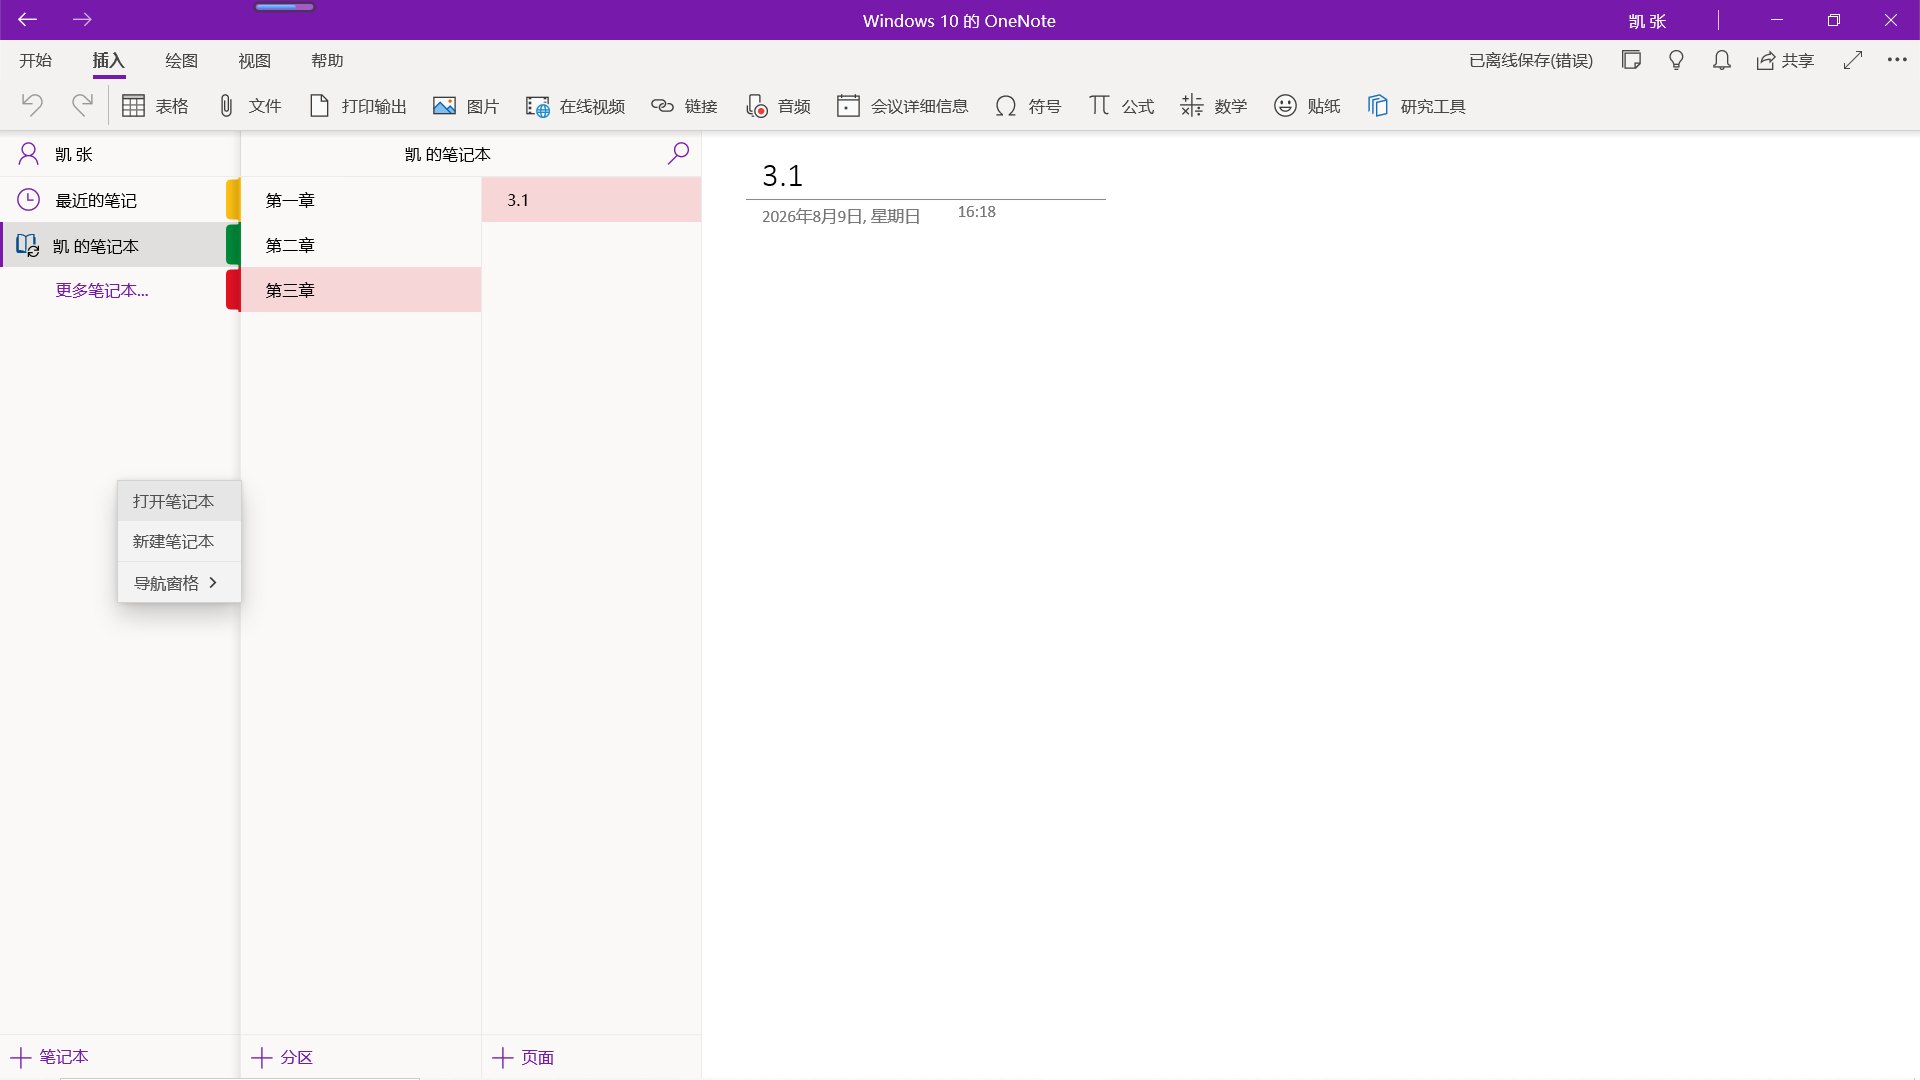 Windows 10 的 OneNote
凯 张
开始 插入 绘图 视图 帮助
已离线保存(错误) 共享
表格 文件 打印输出 图片 在线视频 链接 音频 会议详细信息 符号 公式 数学 贴纸 研究工具
凯 张
凯 的笔记本
最近的笔记
凯 的笔记本
更多笔记本...
第一章
第二章
第三章
3.1
3.1
2026年8月9日, 星期日 16:18
打开笔记本
新建笔记本
导航窗格
笔记本
分区
页面